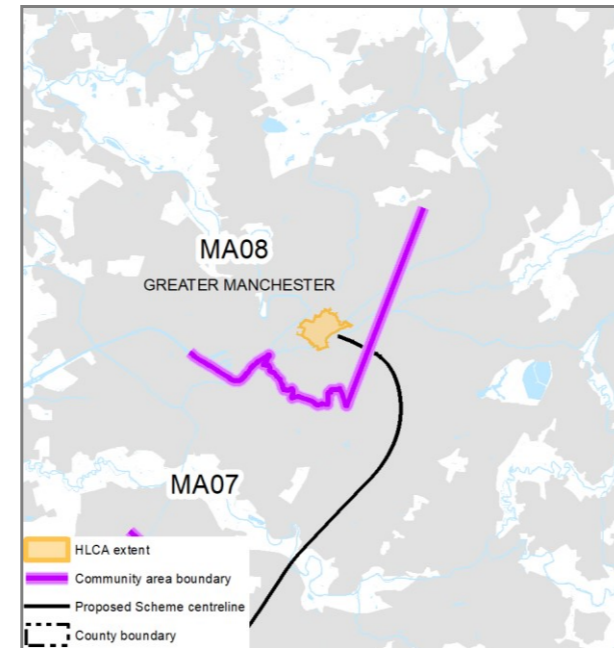 MA08
GREATER MANCHESTER
MA07
HLCA extent
Community area boundary
Proposed Scheme centreline
County boundary